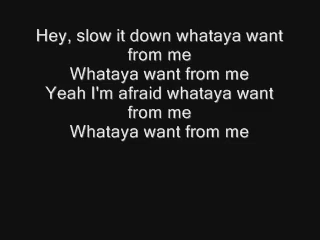 Hey, slow it down whataya want
from me
Whataya want from me
Yeah I'm afraid whataya want
from me
Whataya want from me